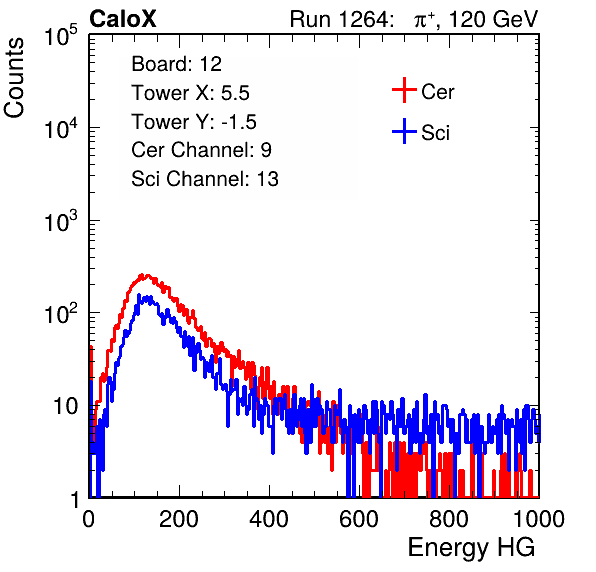 CaloX Run 1264: π⁺, 120 GeV
Counts
10⁵
10⁴
10³
10²
10
1
Board: 12
Tower X: 5.5
Tower Y: -1.5
Cer Channel: 9
Sci Channel: 13
Cer
Sci
0 200 400 600 800 1000
Energy HG